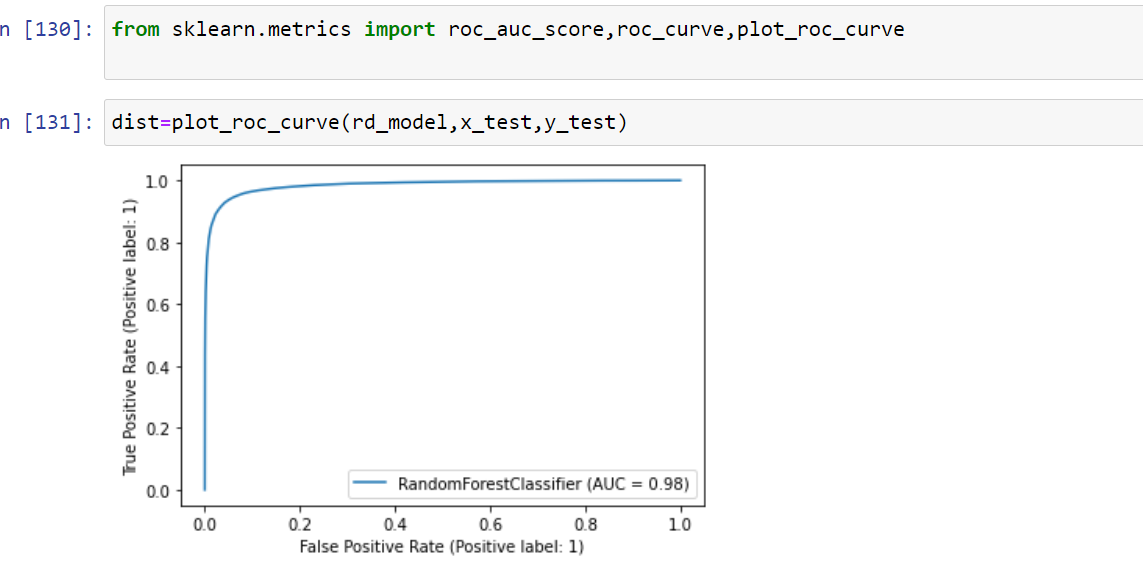 n [130]: from sklearn.metrics import roc_auc_score,roc_curve,plot_roc_curve
n [131]: dist=plot_roc_curve(rd_model,x_test,y_test)
1.0
0.8
0.6
0.4
0.2
0.0
True Positive Rate (Positive label: 1)
RandomForestClassifier (AUC = 0.98)
0.0 0.2 0.4 0.6 0.8 1.0
False Positive Rate (Positive label: 1)